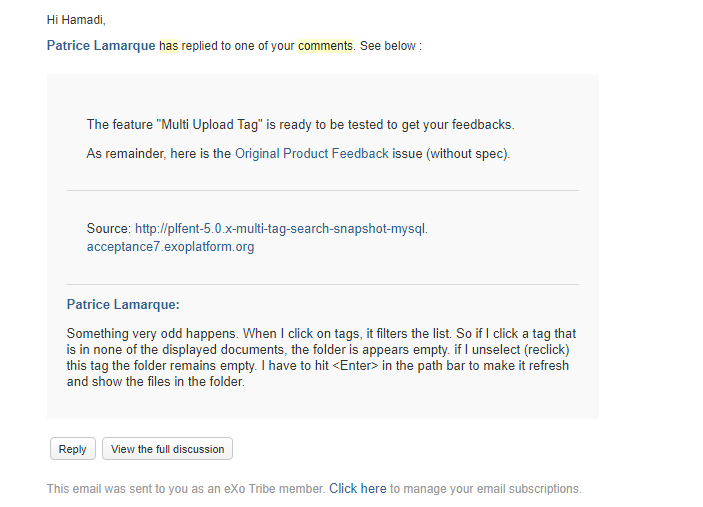 Hi Hamadi,
Patrice Lamarque has replied to one of your comments. See below :
The feature "Multi Upload Tag" is ready to be tested to get your feedbacks.
As remainder, here is the Original Product Feedback issue (without spec).
Source: http://plfent-5.0.x-multi-tag-search-snapshot-mysql.
acceptance7.exoplatform.org
Patrice Lamarque:
Something very odd happens. When I click on tags, it filters the list. So if I click a tag that
is in none of the displayed documents, the folder is appears empty. if I unselect (reclick)
this tag the folder remains empty. I have to hit <Enter> in the path bar to make it refresh
and show the files in the folder.
Reply
View the full discussion
This email was sent to you as an eXo Tribe member. Click here to manage your email subscriptions.